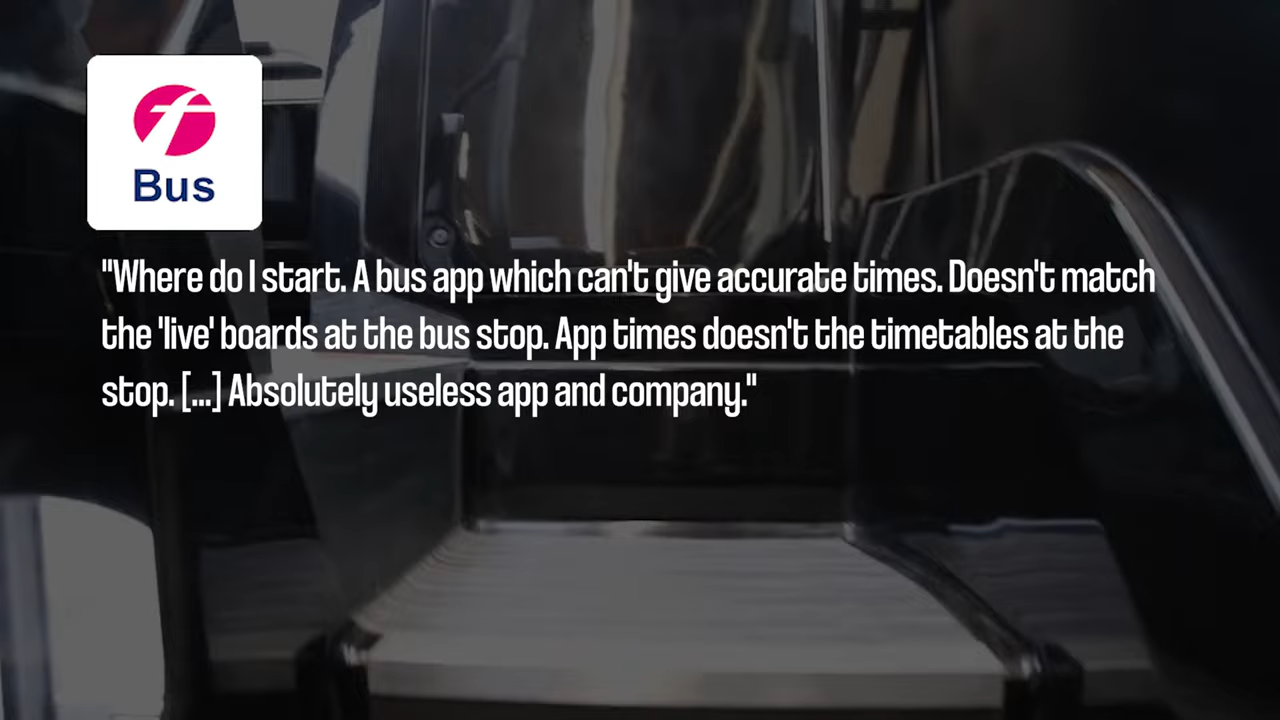 Bus
"Where do I start. A bus app which can't give accurate times. Doesn't match
the 'live' boards at the bus stop. App times doesn't the timetables at the
stop. [...] Absolutely useless app and company."